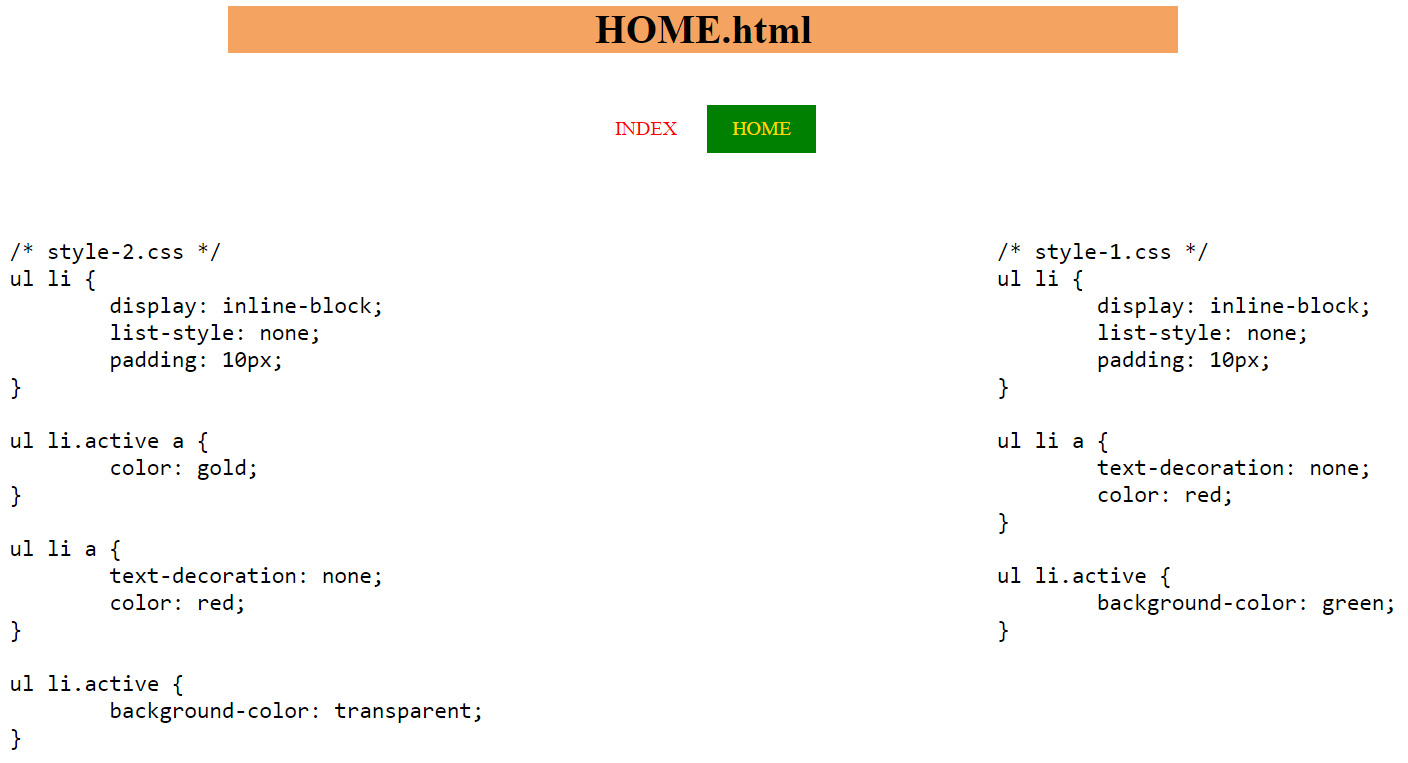 HOME.html
INDEX HOME
/* style-2.css */
ul li {
display: inline-block;
list-style: none;
padding: 10px;
}
ul li.active a {
color: gold;
}
ul li a {
text-decoration: none;
color: red;
}
ul li.active {
background-color: transparent;
}
/* style-1.css */
ul li {
display: inline-block;
list-style: none;
padding: 10px;
}
ul li a {
text-decoration: none;
color: red;
}
ul li.active {
background-color: green;
}